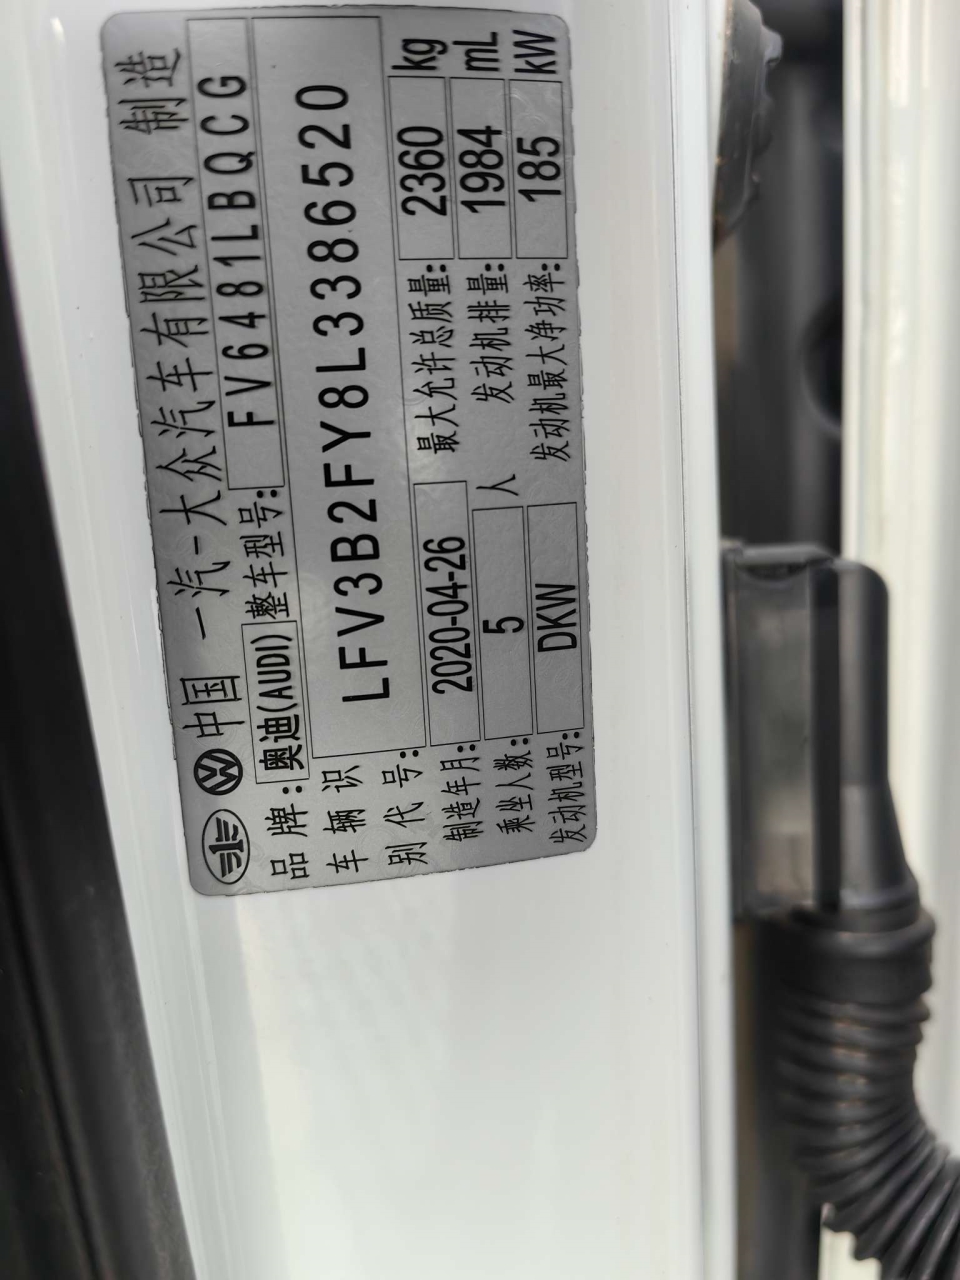 中国 一汽-大众汽车有限公司 制造
品牌: 奥迪(AUDI) 整车型号: FV6481LBQCG
车辆识别代号: LFV3B2FY8L3386520
制造年月: 2020-04-26 最大允许总质量: 2360 kg
乘坐人数: 5 人 发动机排量: 1984 mL
发动机型号: DKW 发动机最大净功率: 185 kW